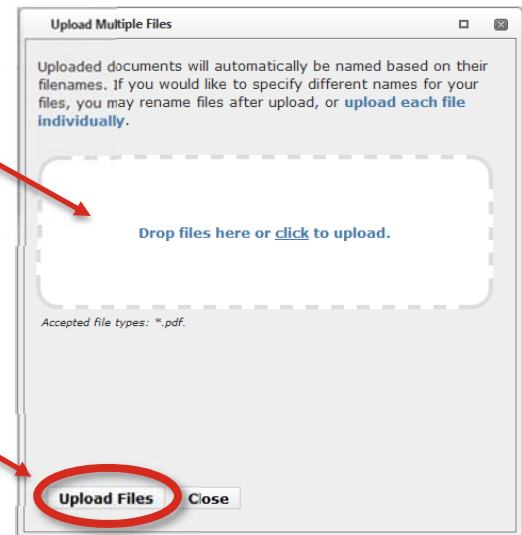 Upload Multiple Files
Uploaded documents will automatically be named based on their
filenames. If you would like to specify different names for your
files, you may rename files after upload, or upload each file
individually.
Drop files here or click to upload.
Accepted file types: *.pdf.
Upload Files Close